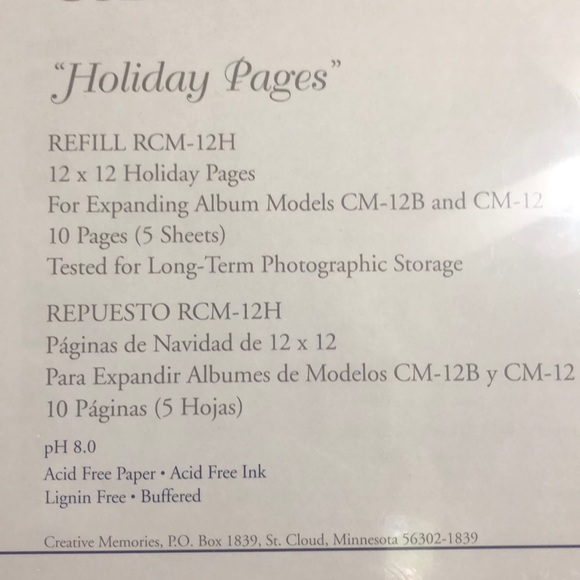 “Holiday Pages”
REFILL RCM-12H
12 x 12 Holiday Pages
For Expanding Album Models CM-12B and CM-12
10 Pages (5 Sheets)
Tested for Long-Term Photographic Storage
REPUESTO RCM-12H
Páginas de Navidad de 12 x 12
Para Expandir Albumes de Modelos CM-12B y CM-12
10 Páginas (5 Hojas)
pH 8.0
Acid Free Paper • Acid Free Ink
Lignin Free • Buffered
Creative Memories, P.O. Box 1839, St. Cloud, Minnesota 56302-1839